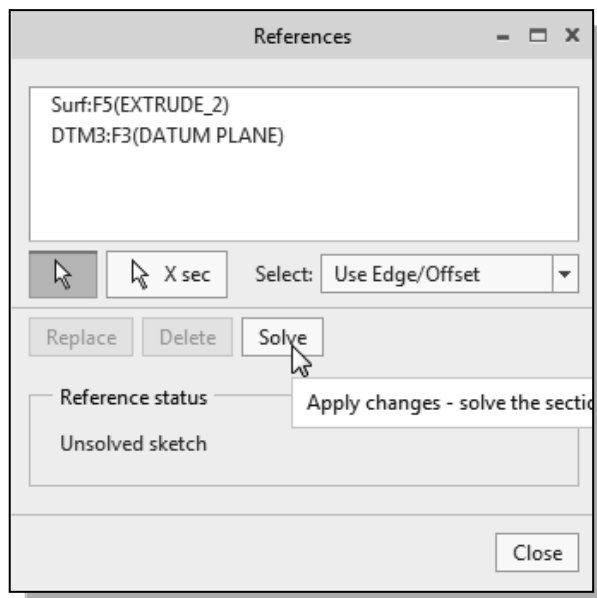 References
Surf:F5(EXTRUDE_2)
DTM3:F3(DATUM PLANE)
X sec Select: Use Edge/Offset
Replace Delete Solve
Apply changes - solve the sectio
Reference status
Unsolved sketch
Close